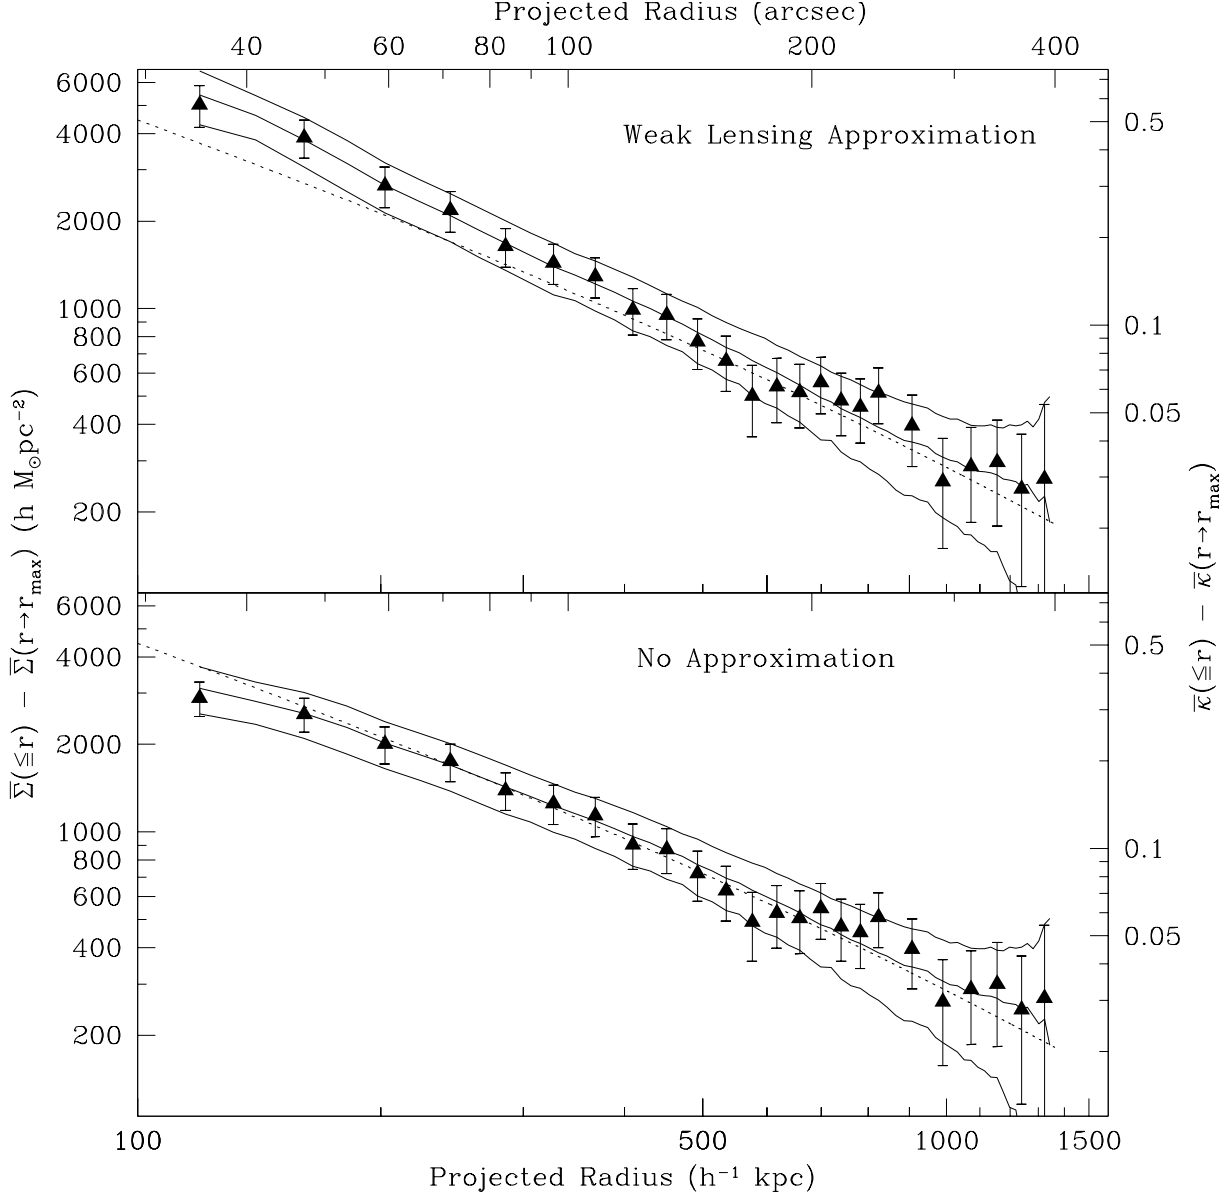 Projected Radius (arcsec)
40 60 80 100 200 400
6000
4000
2000
1000
800
600
400
200
Weak Lensing Approximation
0.5
0.1
0.05
6000
4000
2000
1000
800
600
400
200
No Approximation
0.5
0.1
0.05
100 500 1000 1500
Projected Radius (h⁻¹ kpc)
Σ̅(≦r) − Σ̅(r→r_max) (h M_⊙pc⁻²)
κ̅(≦r) − κ̅(r→r_max)